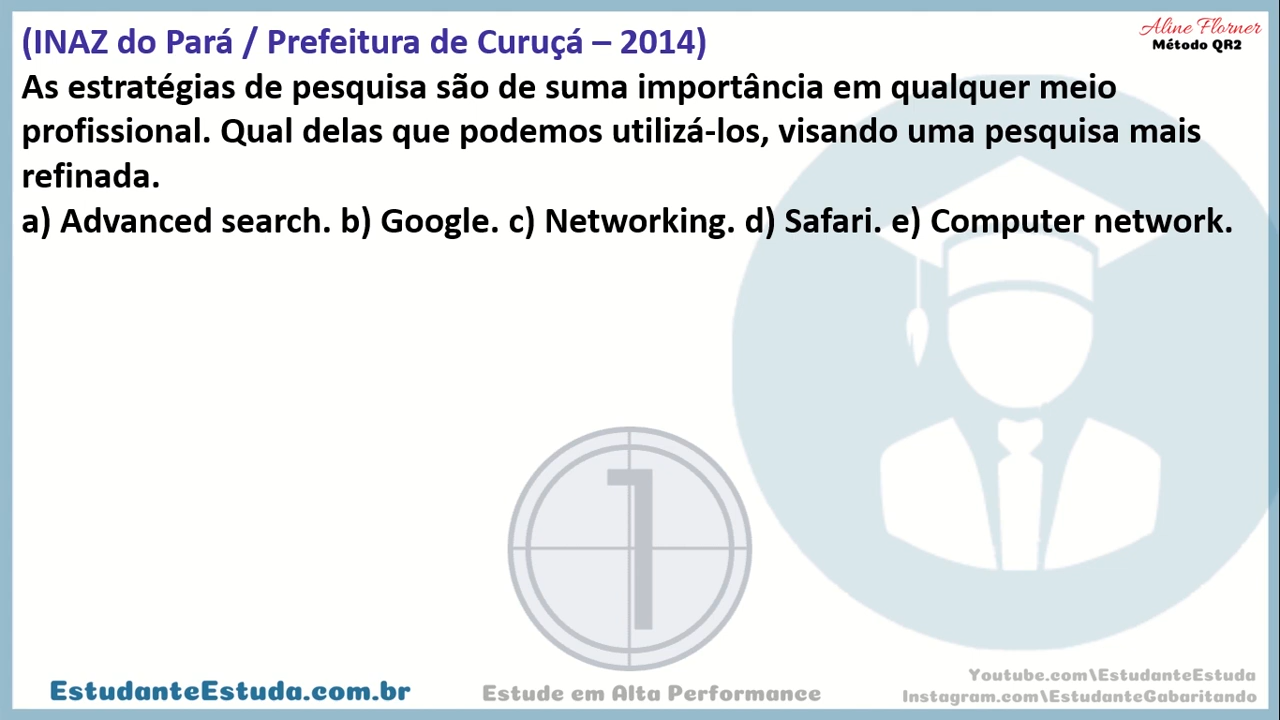 (INAZ do Pará / Prefeitura de Curuçá – 2014)
Aline Florner
Método QR2
As estratégias de pesquisa são de suma importância em qualquer meio
profissional. Qual delas que podemos utilizá-los, visando uma pesquisa mais
refinada.
a) Advanced search. b) Google. c) Networking. d) Safari. e) Computer network.
1
EstudanteEstuda.com.br
Estude em Alta Performance
Youtube.com\EstudanteEstuda
Instagram.com\EstudanteGabaritando